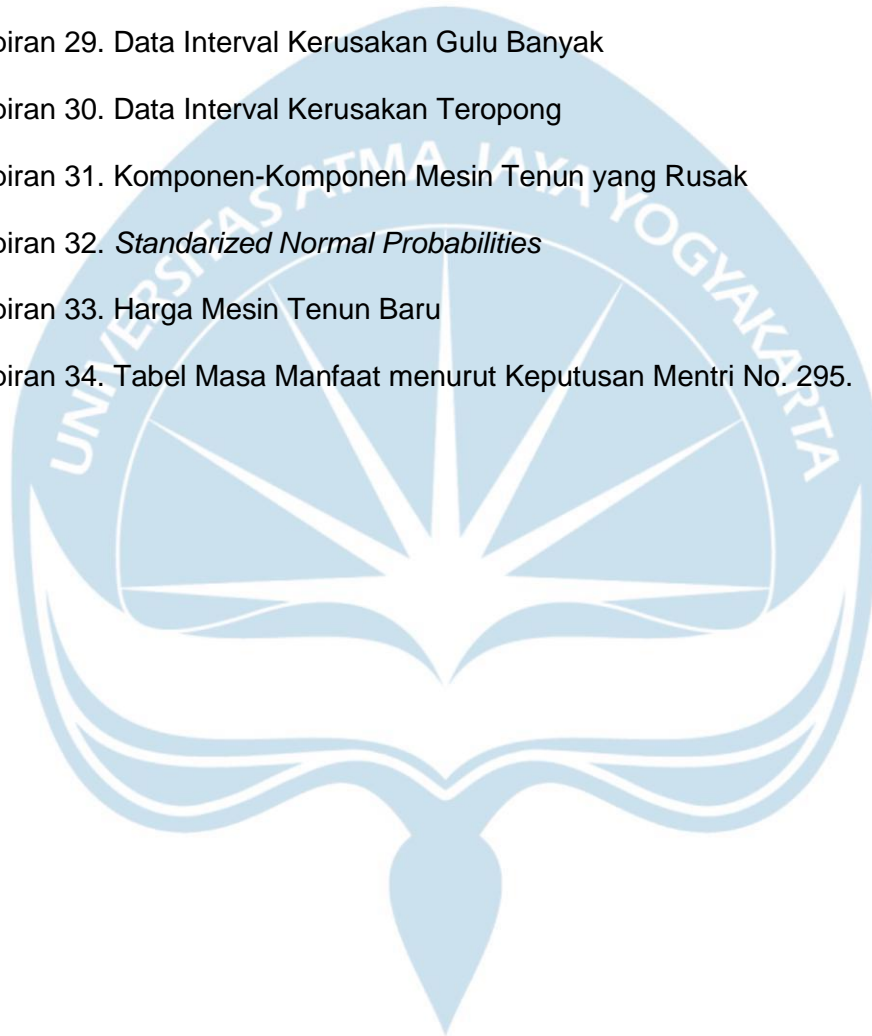 piran 29. Data Interval Kerusakan Gulu Banyak
piran 30. Data Interval Kerusakan Teropong
piran 31. Komponen-Komponen Mesin Tenun yang Rusak
piran 32. Standarized Normal Probabilities
piran 33. Harga Mesin Tenun Baru
piran 34. Tabel Masa Manfaat menurut Keputusan Mentri No. 295.
UNIVERSITAS ATMA JAYA YOGYAKARTA